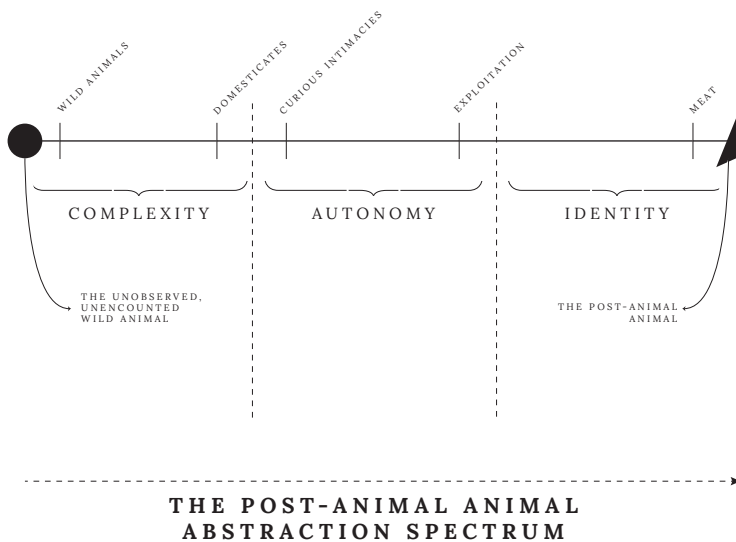 WILD ANIMALS
DOMESTICATES
CURIOUS INTIMACIES
EXPLOITATION
MEAT
COMPLEXITY
AUTONOMY
IDENTITY
THE UNOBSERVED,
UNENCOUNTED
WILD ANIMAL
THE POST-ANIMAL
ANIMAL
THE POST-ANIMAL ANIMAL
ABSTRACTION SPECTRUM